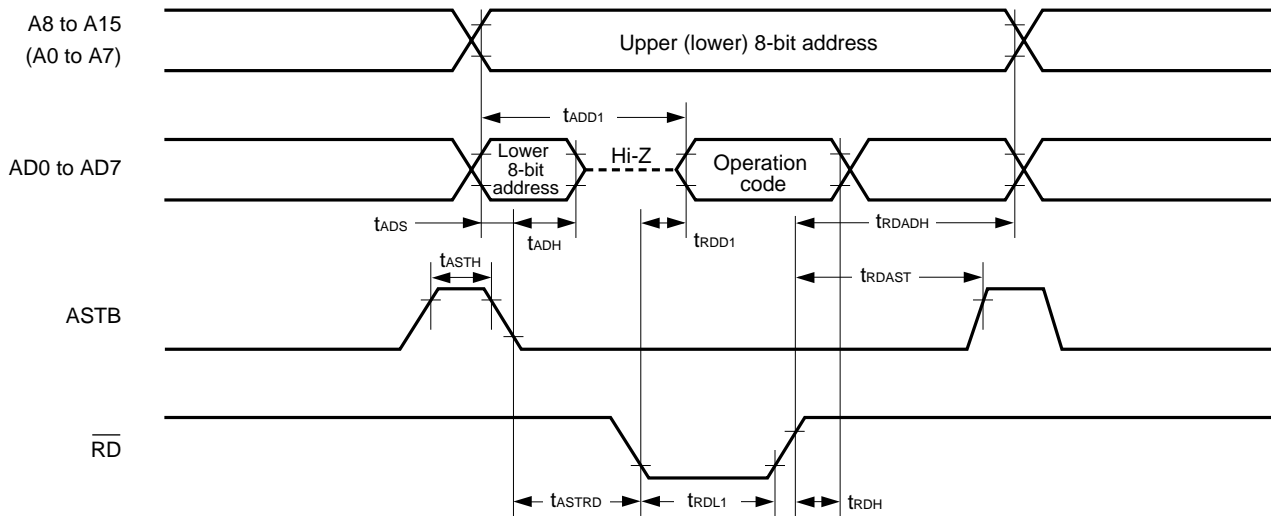 A8 to A15
(A0 to A7)
Upper (lower) 8-bit address
tADD1
AD0 to AD7
Lower
8-bit
address
Hi-Z
Operation
code
tADS
tADH
tRDD1
tRDADH
tASTH
tRDAST
ASTB
RD
tASTRD
tRDL1
tRDH